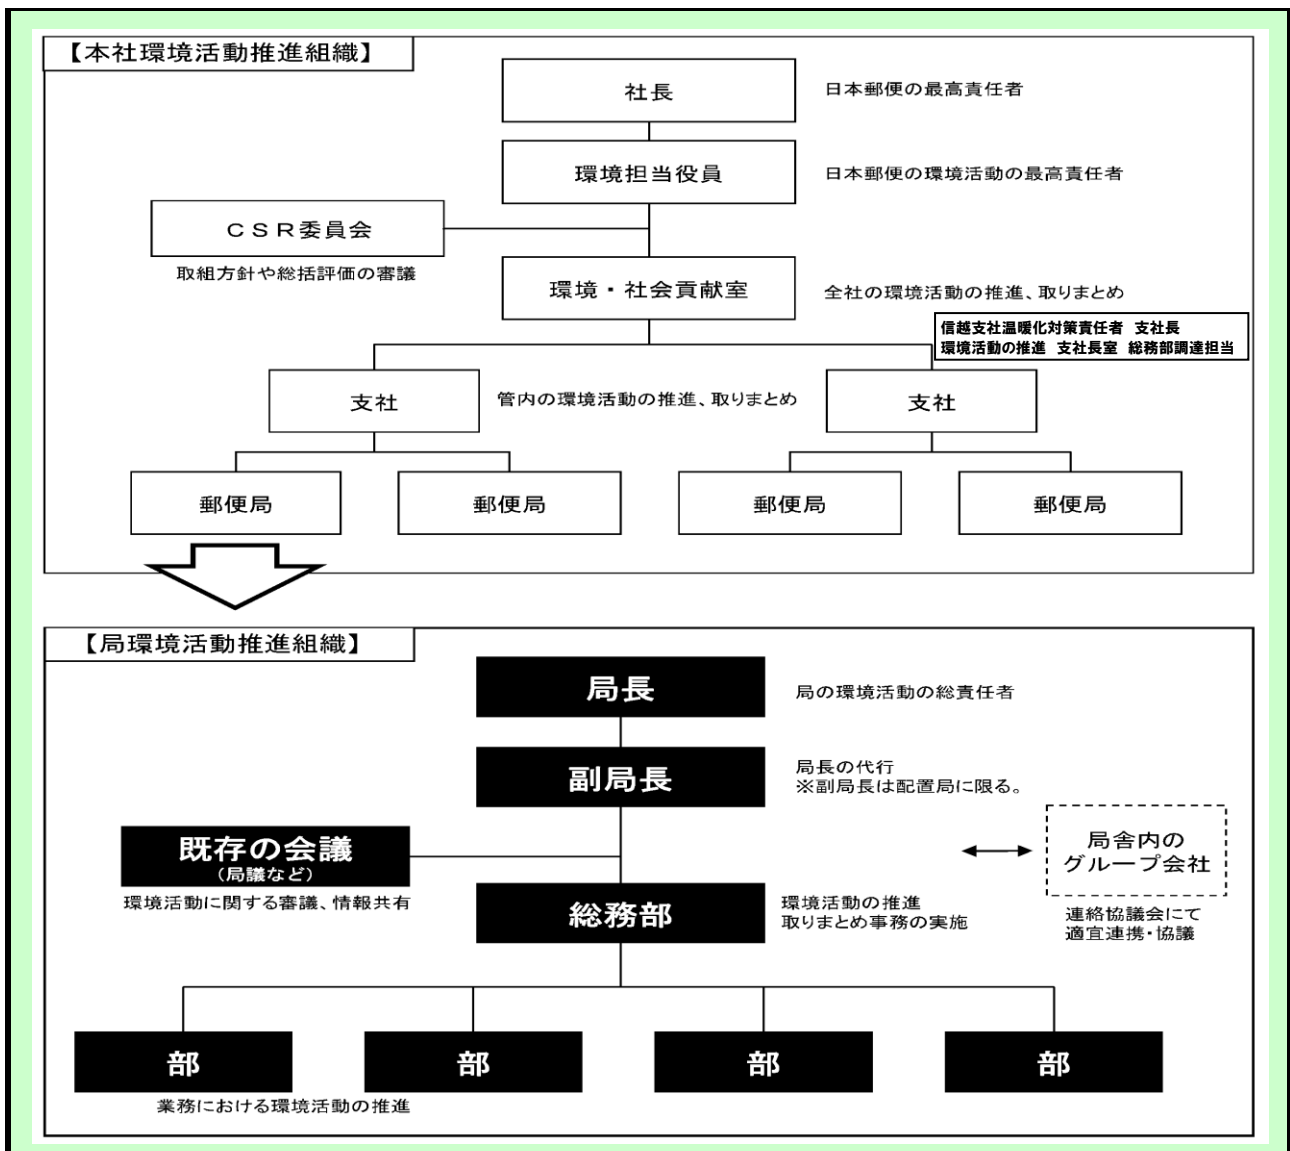 【本社環境活動推進組織】
社長
日本郵便の最高責任者
環境担当役員
日本郵便の環境活動の最高責任者
ＣＳＲ委員会
取組方針や総括評価の審議
環境・社会貢献室
全社の環境活動の推進、取りまとめ
信越支社温暖化対策責任者　支社長
環境活動の推進　支社長室　総務部調達担当
支社
管内の環境活動の推進、取りまとめ
支社
郵便局
郵便局
郵便局
郵便局
【局環境活動推進組織】
局長
局の環境活動の総責任者
副局長
局長の代行
※副局長は配置局に限る。
既存の会議
（局議など）
環境活動に関する審議、情報共有
総務部
環境活動の推進
取りまとめ事務の実施
局舎内の
グループ会社
連絡協議会にて
適宜連携・協議
部
部
部
部
業務における環境活動の推進